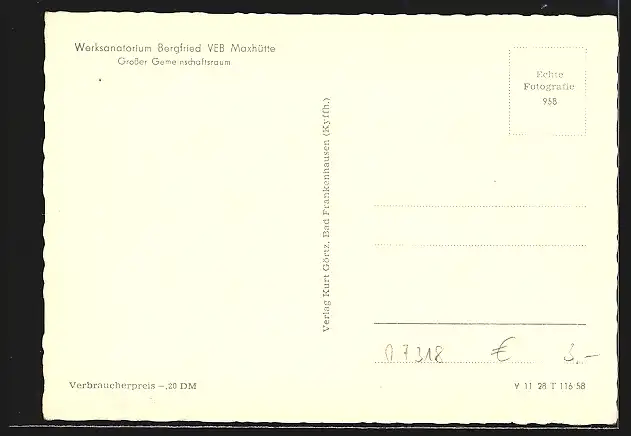 Werksanatorium Bergfried VEB Maxhütte
Großer Gemeinschaftsraum
Echte
Fotografie
958
Verlag Kurt Görtz, Bad Frankenhausen (Kyffh.)
07318 € 3,-
Verbraucherpreis -,20 DM
V 11 28 T 116 58